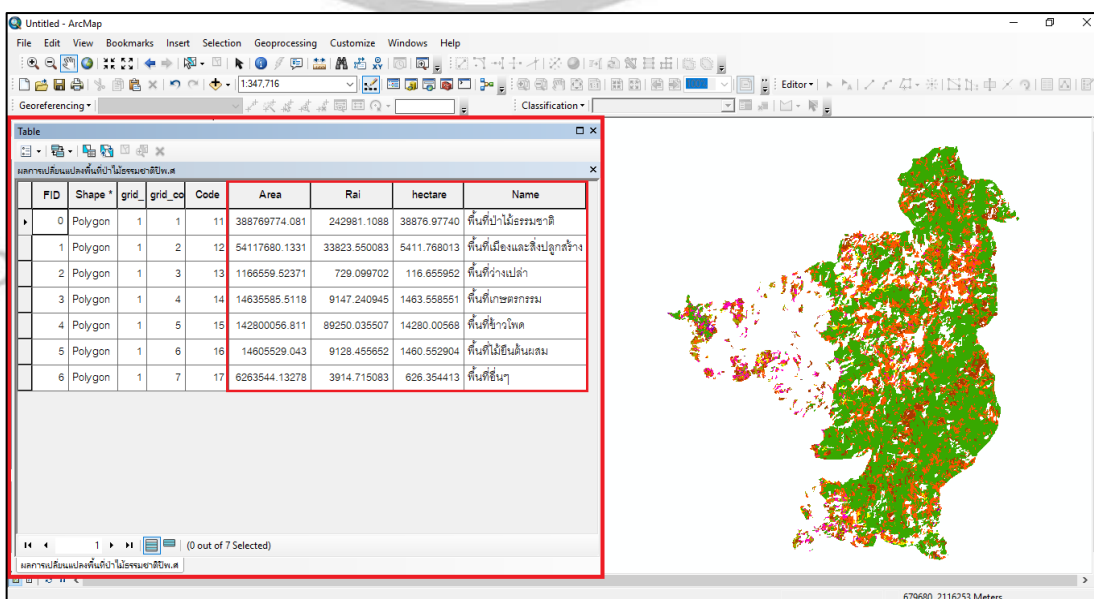 Untitled - ArcMap
File Edit View Bookmarks Insert Selection Geoprocessing Customize Windows Help
1:347,716 Editor
Georeferencing Classification
Table
ผลการเปลี่ยนแปลงพื้นที่ป่าไม้ธรรมชาติปีพ.ศ
FID Shape * grid_ grid_co Code Area Rai hectare Name
0 Polygon 1 1 11 388769774.081 242981.1088 38876.97740 พื้นที่ป่าไม้ธรรมชาติ
1 Polygon 1 2 12 54117680.1331 33823.550083 5411.768013 พื้นที่เมืองและสิ่งปลูกสร้าง
2 Polygon 1 3 13 1166559.52371 729.099702 116.655952 พื้นที่ว่างเปล่า
3 Polygon 1 4 14 14635585.5118 9147.240945 1463.558551 พื้นที่เกษตรกรรม
4 Polygon 1 5 15 142800056.811 89250.035507 14280.00568 พื้นที่ข้าวโพด
5 Polygon 1 6 16 14605529.043 9128.455652 1460.552904 พื้นที่ไม้ยืนต้นผสม
6 Polygon 1 7 17 6263544.13278 3914.715083 626.354413 พื้นที่อื่นๆ
1 (0 out of 7 Selected)
ผลการเปลี่ยนแปลงพื้นที่ป่าไม้ธรรมชาติปีพ.ศ
679680 2116253 Meters